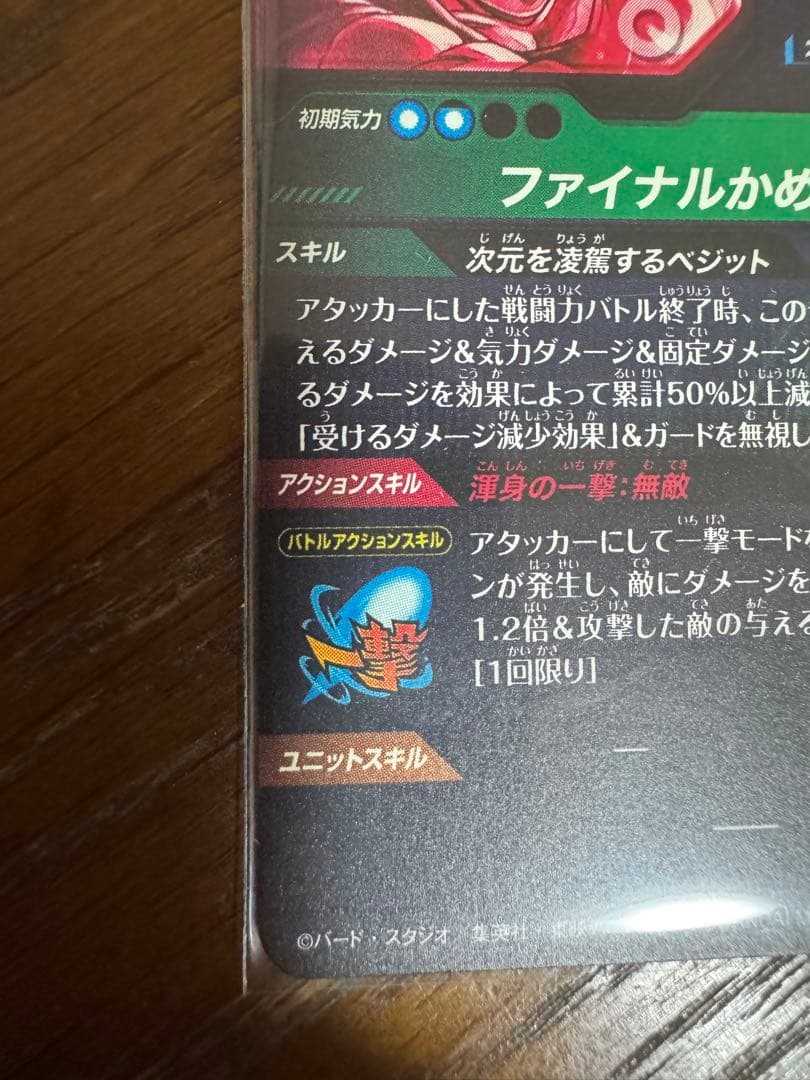 初期気力
ファイナルかめ
スキル
次元を凌駕するベジット
アタッカーにした戦闘力バトル終了時、この
えるダメージ&気力ダメージ&固定ダメージ
るダメージを効果によって累計50%以上減
「受けるダメージ減少効果」&ガードを無視し
アクションスキル
渾身の一撃:無敵
バトルアクションスキル
アタッカーにして一撃モードな
ンが発生し、敵にダメージを
1.2倍&攻撃した敵の与える
[1回限り]
一撃
ユニットスキル
©バード・スタジオ 集英社・東映